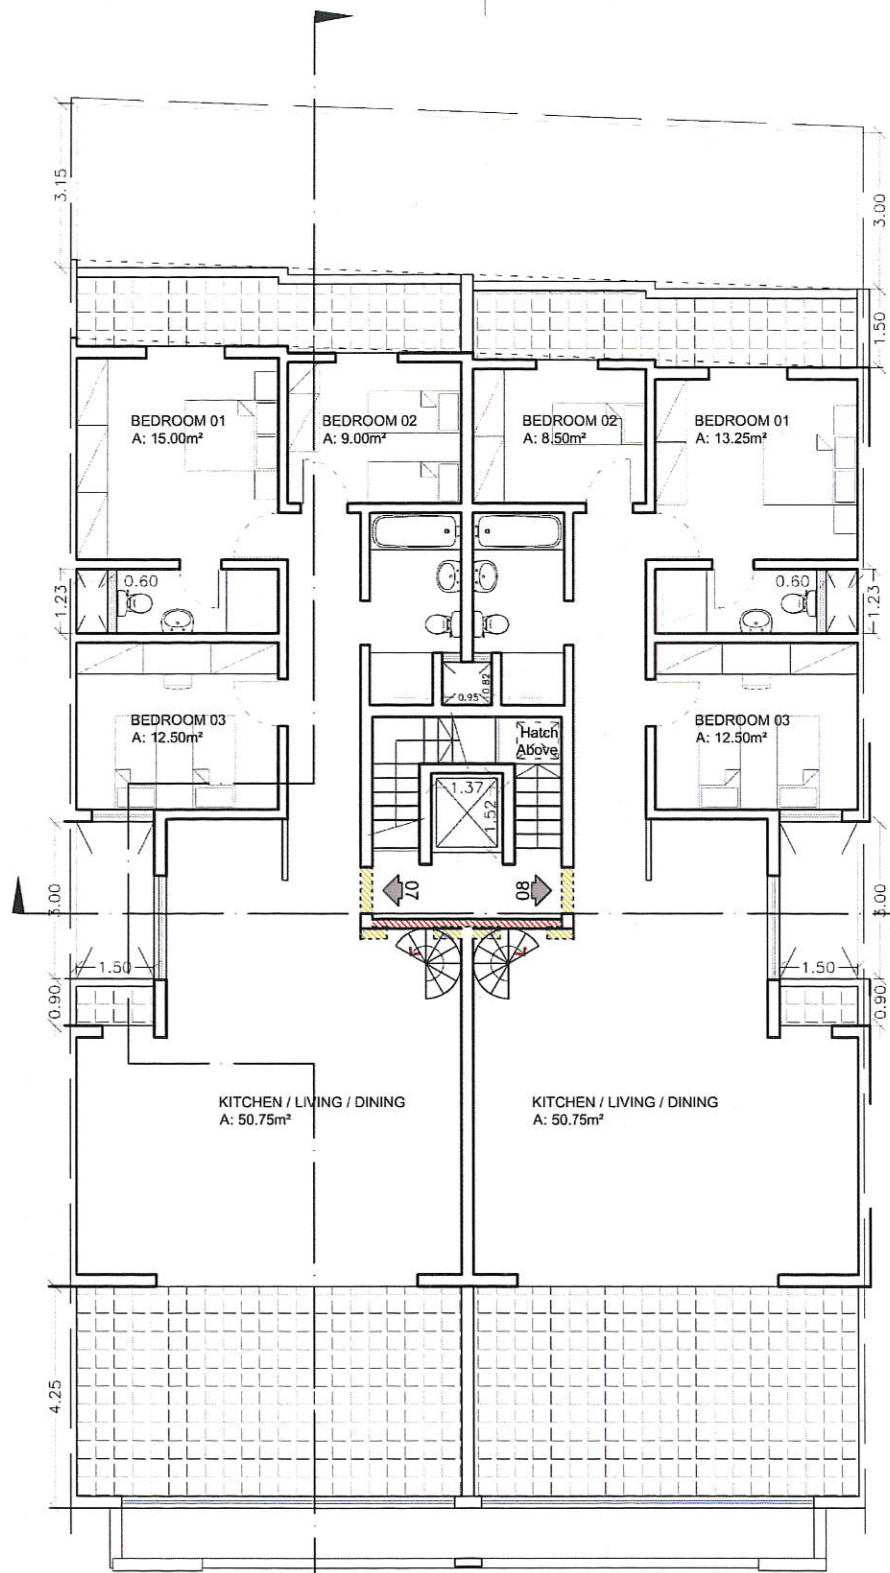 3.15
3.00
1.50
BEDROOM 01
A: 15.00m²
BEDROOM 02
A: 9.00m²
BEDROOM 02
A: 8.50m²
BEDROOM 01
A: 13.25m²
1.23
0.60
0.60
1.23
0.95
0.82
BEDROOM 03
A: 12.50m²
Hatch
Above
BEDROOM 03
A: 12.50m²
1.37
1.52
3.00
07
08
3.00
1.50
1.50
0.90
0.90
KITCHEN / LIVING / DINING
A: 50.75m²
KITCHEN / LIVING / DINING
A: 50.75m²
4.25